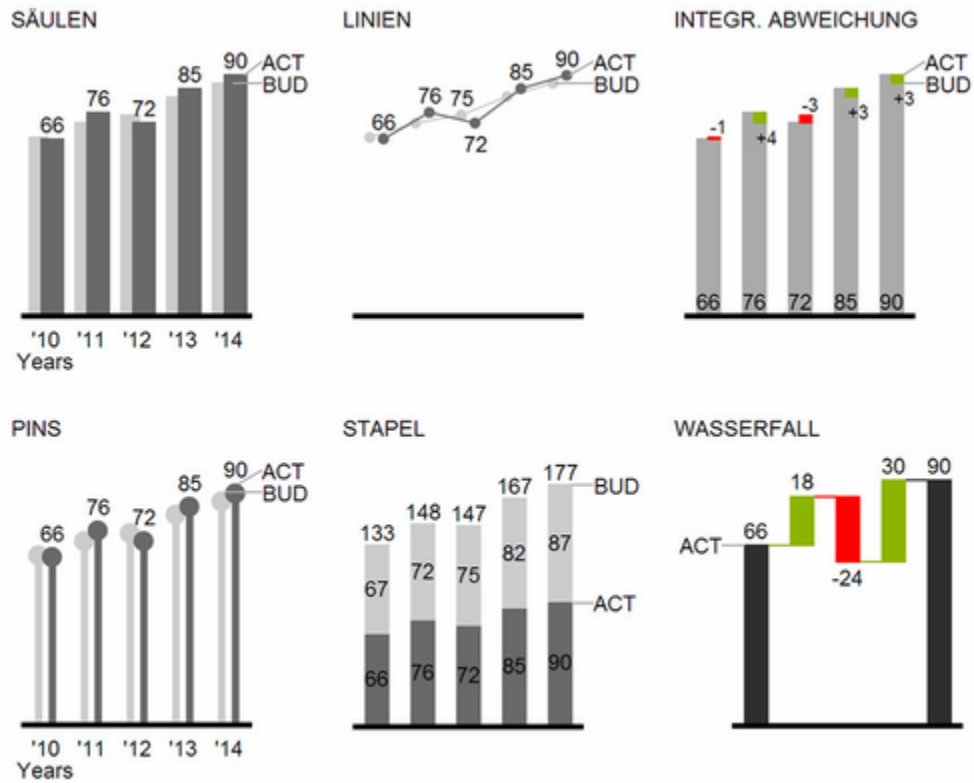 SÄULEN
66
76
72
85
90
ACT
BUD
'10 '11 '12 '13 '14
Years
LINIEN
66
76
75
72
85
90
ACT
BUD
INTEGR. ABWEICHUNG
-1
+4
-3
+3
+3
ACT
BUD
66 76 72 85 90
PINS
66
76
72
85
90
ACT
BUD
'10 '11 '12 '13 '14
Years
STAPEL
133 148 147 167 177
BUD
67 72 75 82 87
ACT
66 76 72 85 90
WASSERFALL
ACT
66
18
-24
30
90